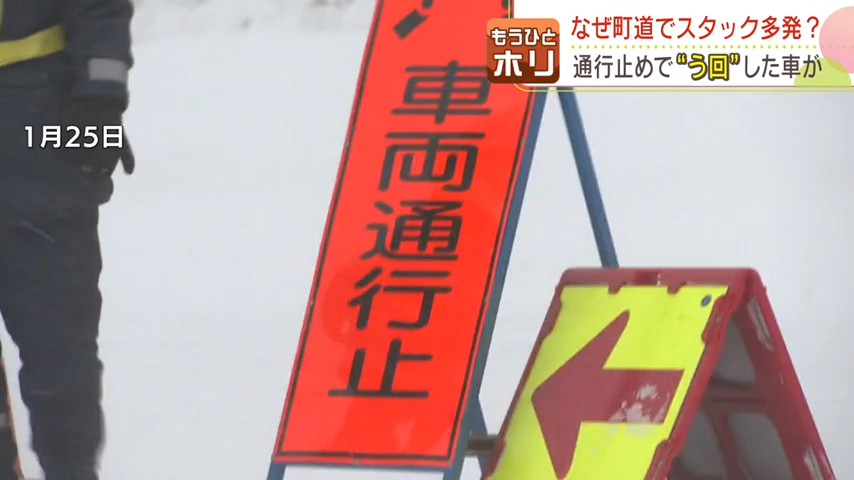 もうひと
ホリ
なぜ町道でスタック多発？
通行止めで“う回”した車が
1月25日
車両通行止